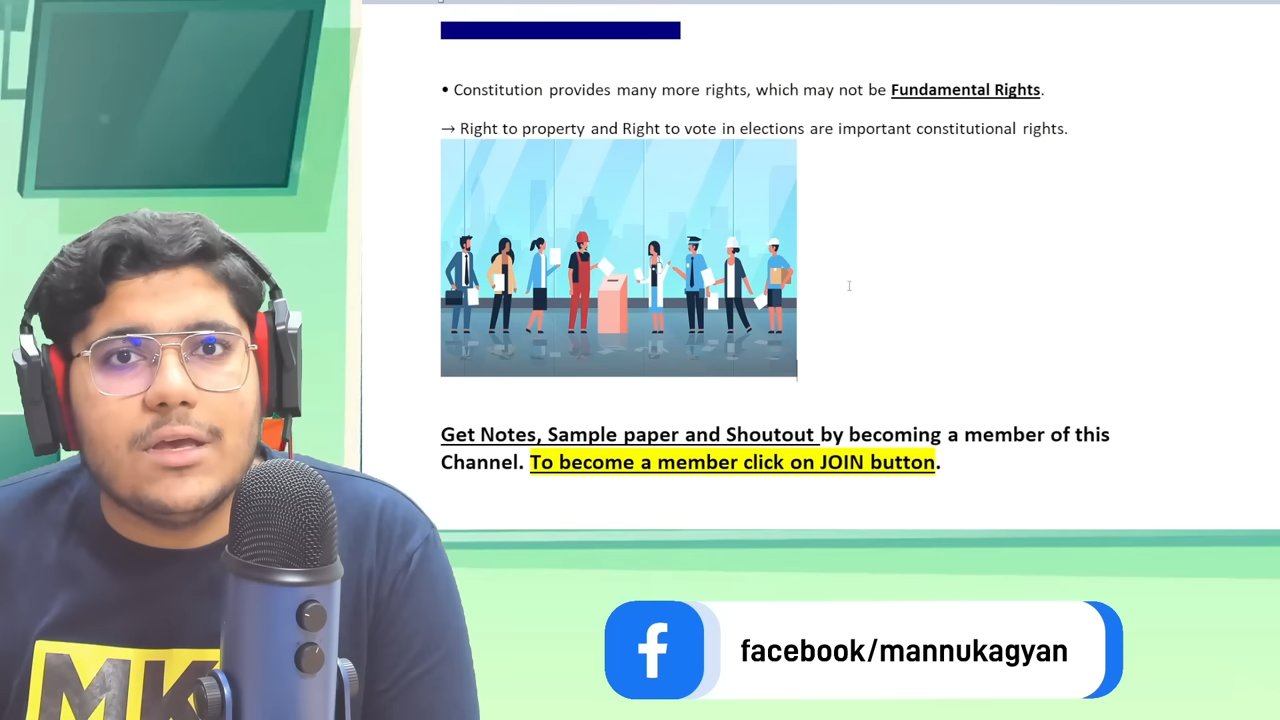 • Constitution provides many more rights, which may not be Fundamental Rights.
→ Right to property and Right to vote in elections are important constitutional rights.
Get Notes, Sample paper and Shoutout by becoming a member of this
Channel. To become a member click on JOIN button.
MK
facebook/mannukagyan